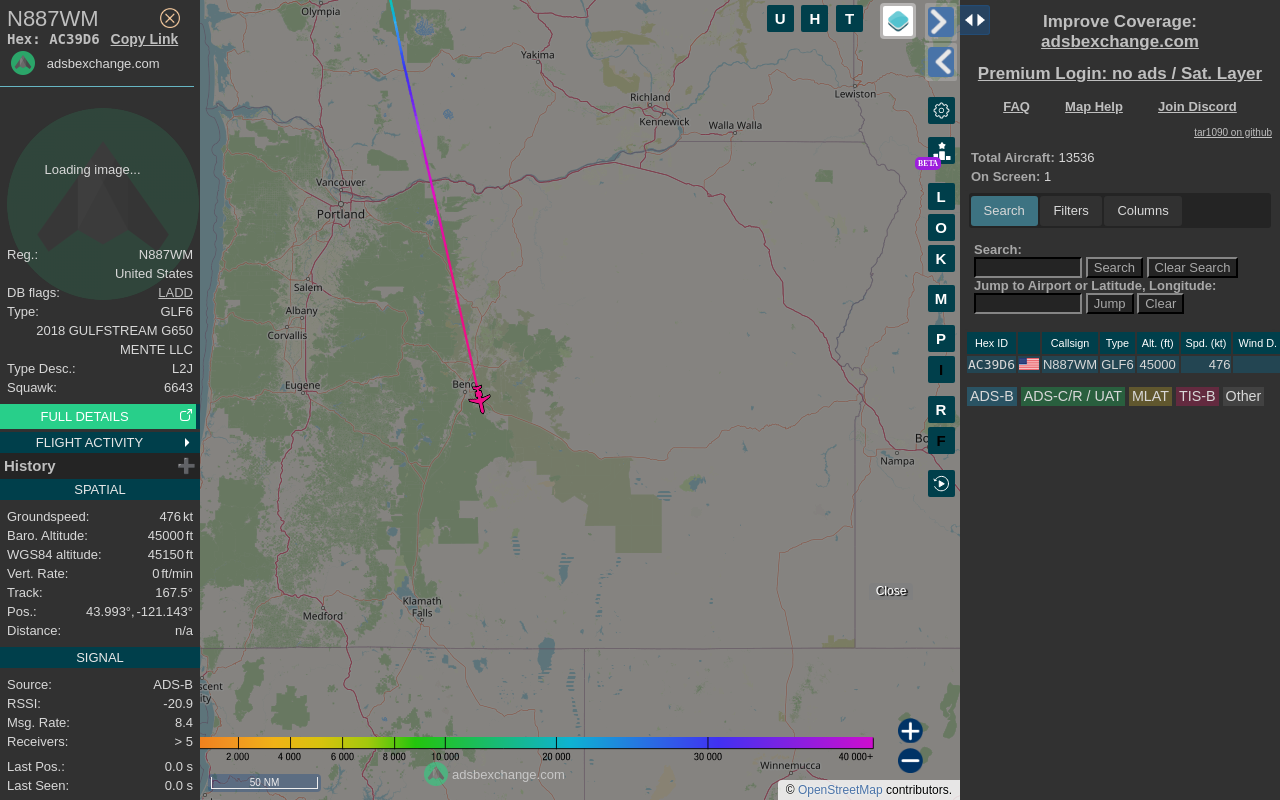 N887WM
Hex: AC39D6 Copy Link
adsbexchange.com
Loading image...
Reg.: N887WM
United States
DB flags: LADD
Type: GLF6
2018 GULFSTREAM G650
MENTE LLC
Type Desc.: L2J
Squawk: 6643
FULL DETAILS
FLIGHT ACTIVITY
History
SPATIAL
Groundspeed: 476 kt
Baro. Altitude: 45000 ft
WGS84 altitude: 45150 ft
Vert. Rate: 0 ft/min
Track: 167.5°
Pos.: 43.993°, -121.143°
Distance: n/a
SIGNAL
Source: ADS-B
RSSI: -20.9
Msg. Rate: 8.4
Receivers: > 5
Last Pos.: 0.0 s
Last Seen: 0.0 s
Olympia
Yakima
Richland
Kennewick
Walla Walla
Lewiston
Vancouver
Portland
Salem
Albany
Corvallis
Eugene
Bend
Nampa
Medford
Klamath
Falls
Winnemucca
U H T
BETA
L
O
K
M
P
I
R
F
Close
2 000 4 000 6 000 8 000 10 000 20 000 30 000 40 000+
50 NM
adsbexchange.com
© OpenStreetMap contributors.
Improve Coverage:
adsbexchange.com
Premium Login: no ads / Sat. Layer
FAQ Map Help Join Discord
tar1090 on github
Total Aircraft: 13536
On Screen: 1
Search Filters Columns
Search:
Search Clear Search
Jump to Airport or Latitude, Longitude:
Jump Clear
Hex ID Callsign Type Alt. (ft) Spd. (kt) Wind D.
AC39D6 N887WM GLF6 45000 476
ADS-B ADS-C/R / UAT MLAT TIS-B Other